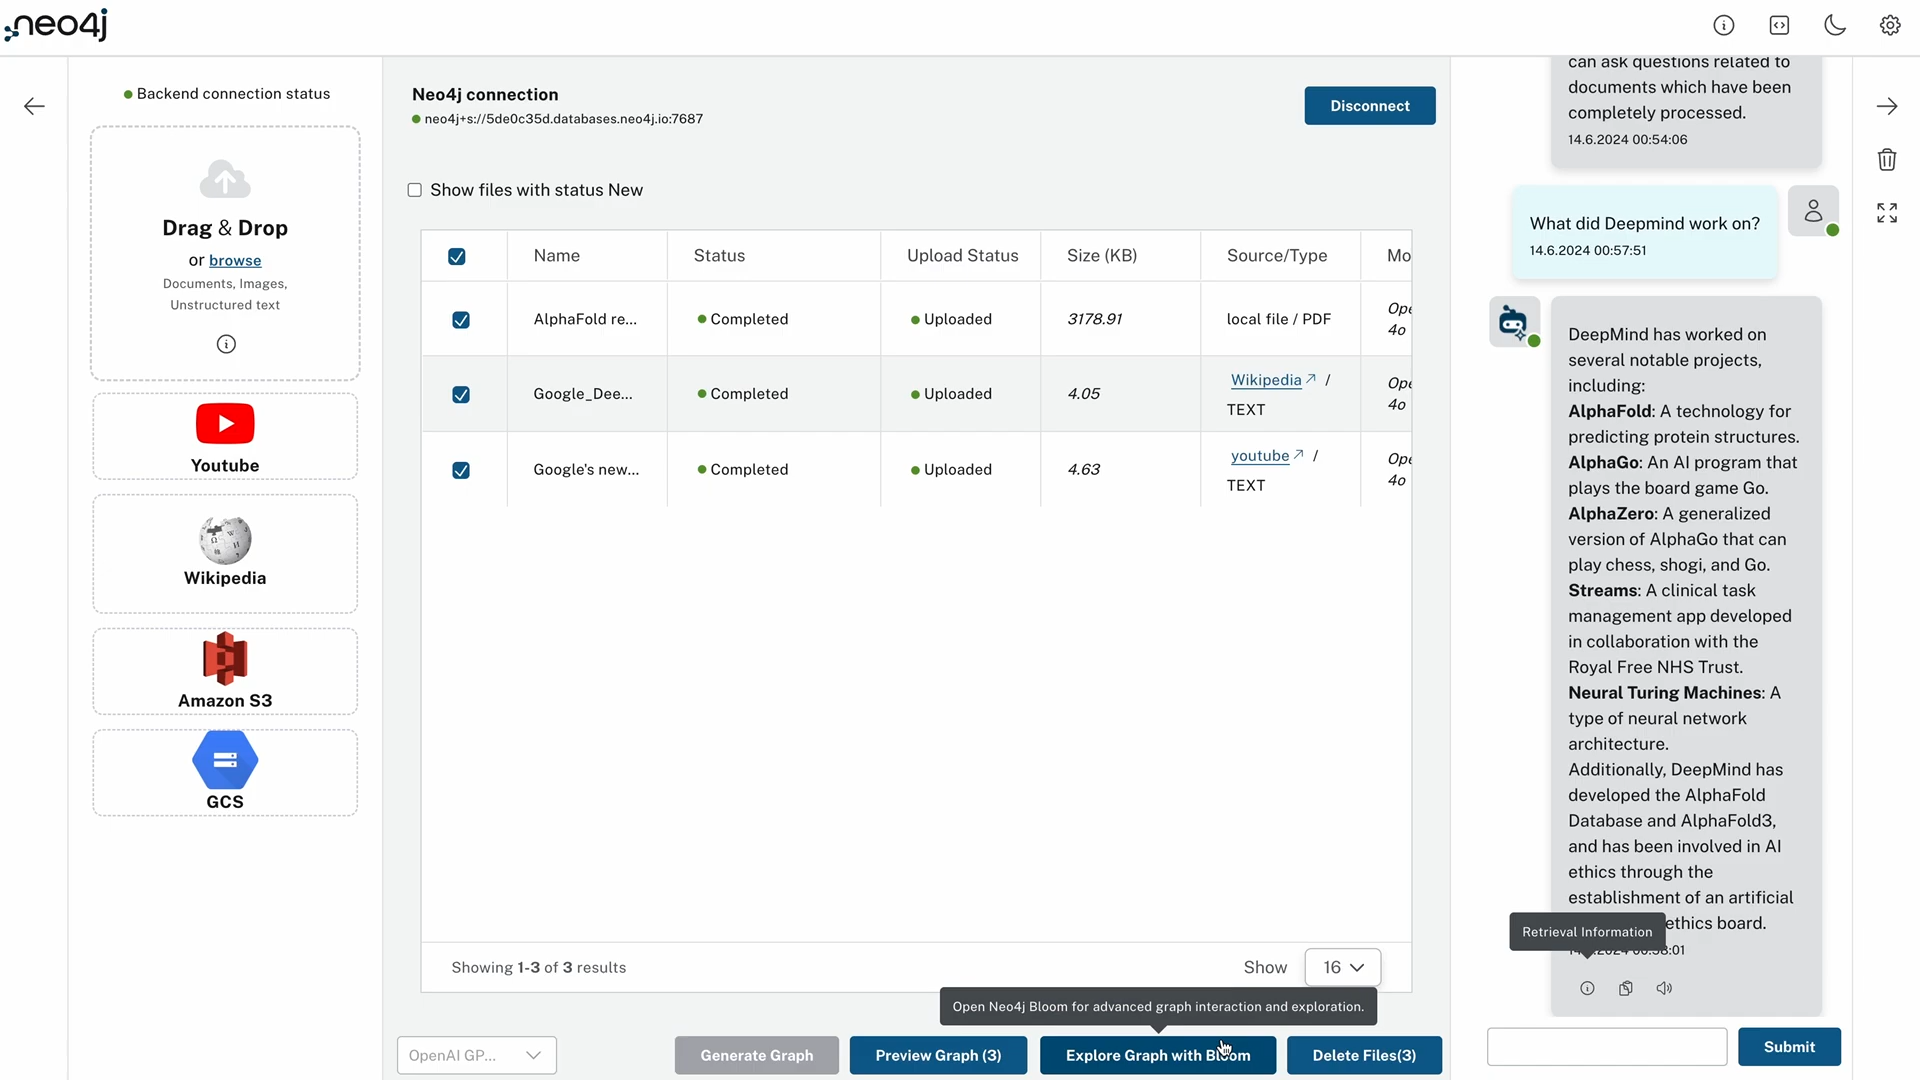 neo4j
Backend connection status
Drag & Drop
or browse
Documents, Images,
Unstructured text
Youtube
Wikipedia
Amazon S3
GCS
Neo4j connection
neo4j+s://5de0c35d.databases.neo4j.io:7687
Disconnect
Show files with status New
Name Status Upload Status Size (KB) Source/Type Mo
AlphaFold re... Completed Uploaded 3178.91 local file / PDF Ope
4o
Google_Dee... Completed Uploaded 4.05 Wikipedia / TEXT Ope
4o
Google's new... Completed Uploaded 4.63 youtube / TEXT Ope
4o
Showing 1-3 of 3 results
Show 16
Open Neo4j Bloom for advanced graph interaction and exploration.
OpenAI GP...
Generate Graph
Preview Graph (3)
Explore Graph with Bloom
Delete Files(3)
can ask questions related to
documents which have been
completely processed.
14.6.2024 00:54:06
What did Deepmind work on?
14.6.2024 00:57:51
DeepMind has worked on
several notable projects,
including:
AlphaFold: A technology for
predicting protein structures.
AlphaGo: An AI program that
plays the board game Go.
AlphaZero: A generalized
version of AlphaGo that can
play chess, shogi, and Go.
Streams: A clinical task
management app developed
in collaboration with the
Royal Free NHS Trust.
Neural Turing Machines: A
type of neural network
architecture.
Additionally, DeepMind has
developed the AlphaFold
Database and AlphaFold3,
and has been involved in AI
ethics through the
establishment of an artificial
ethics board.
Retrieval Information
Submit